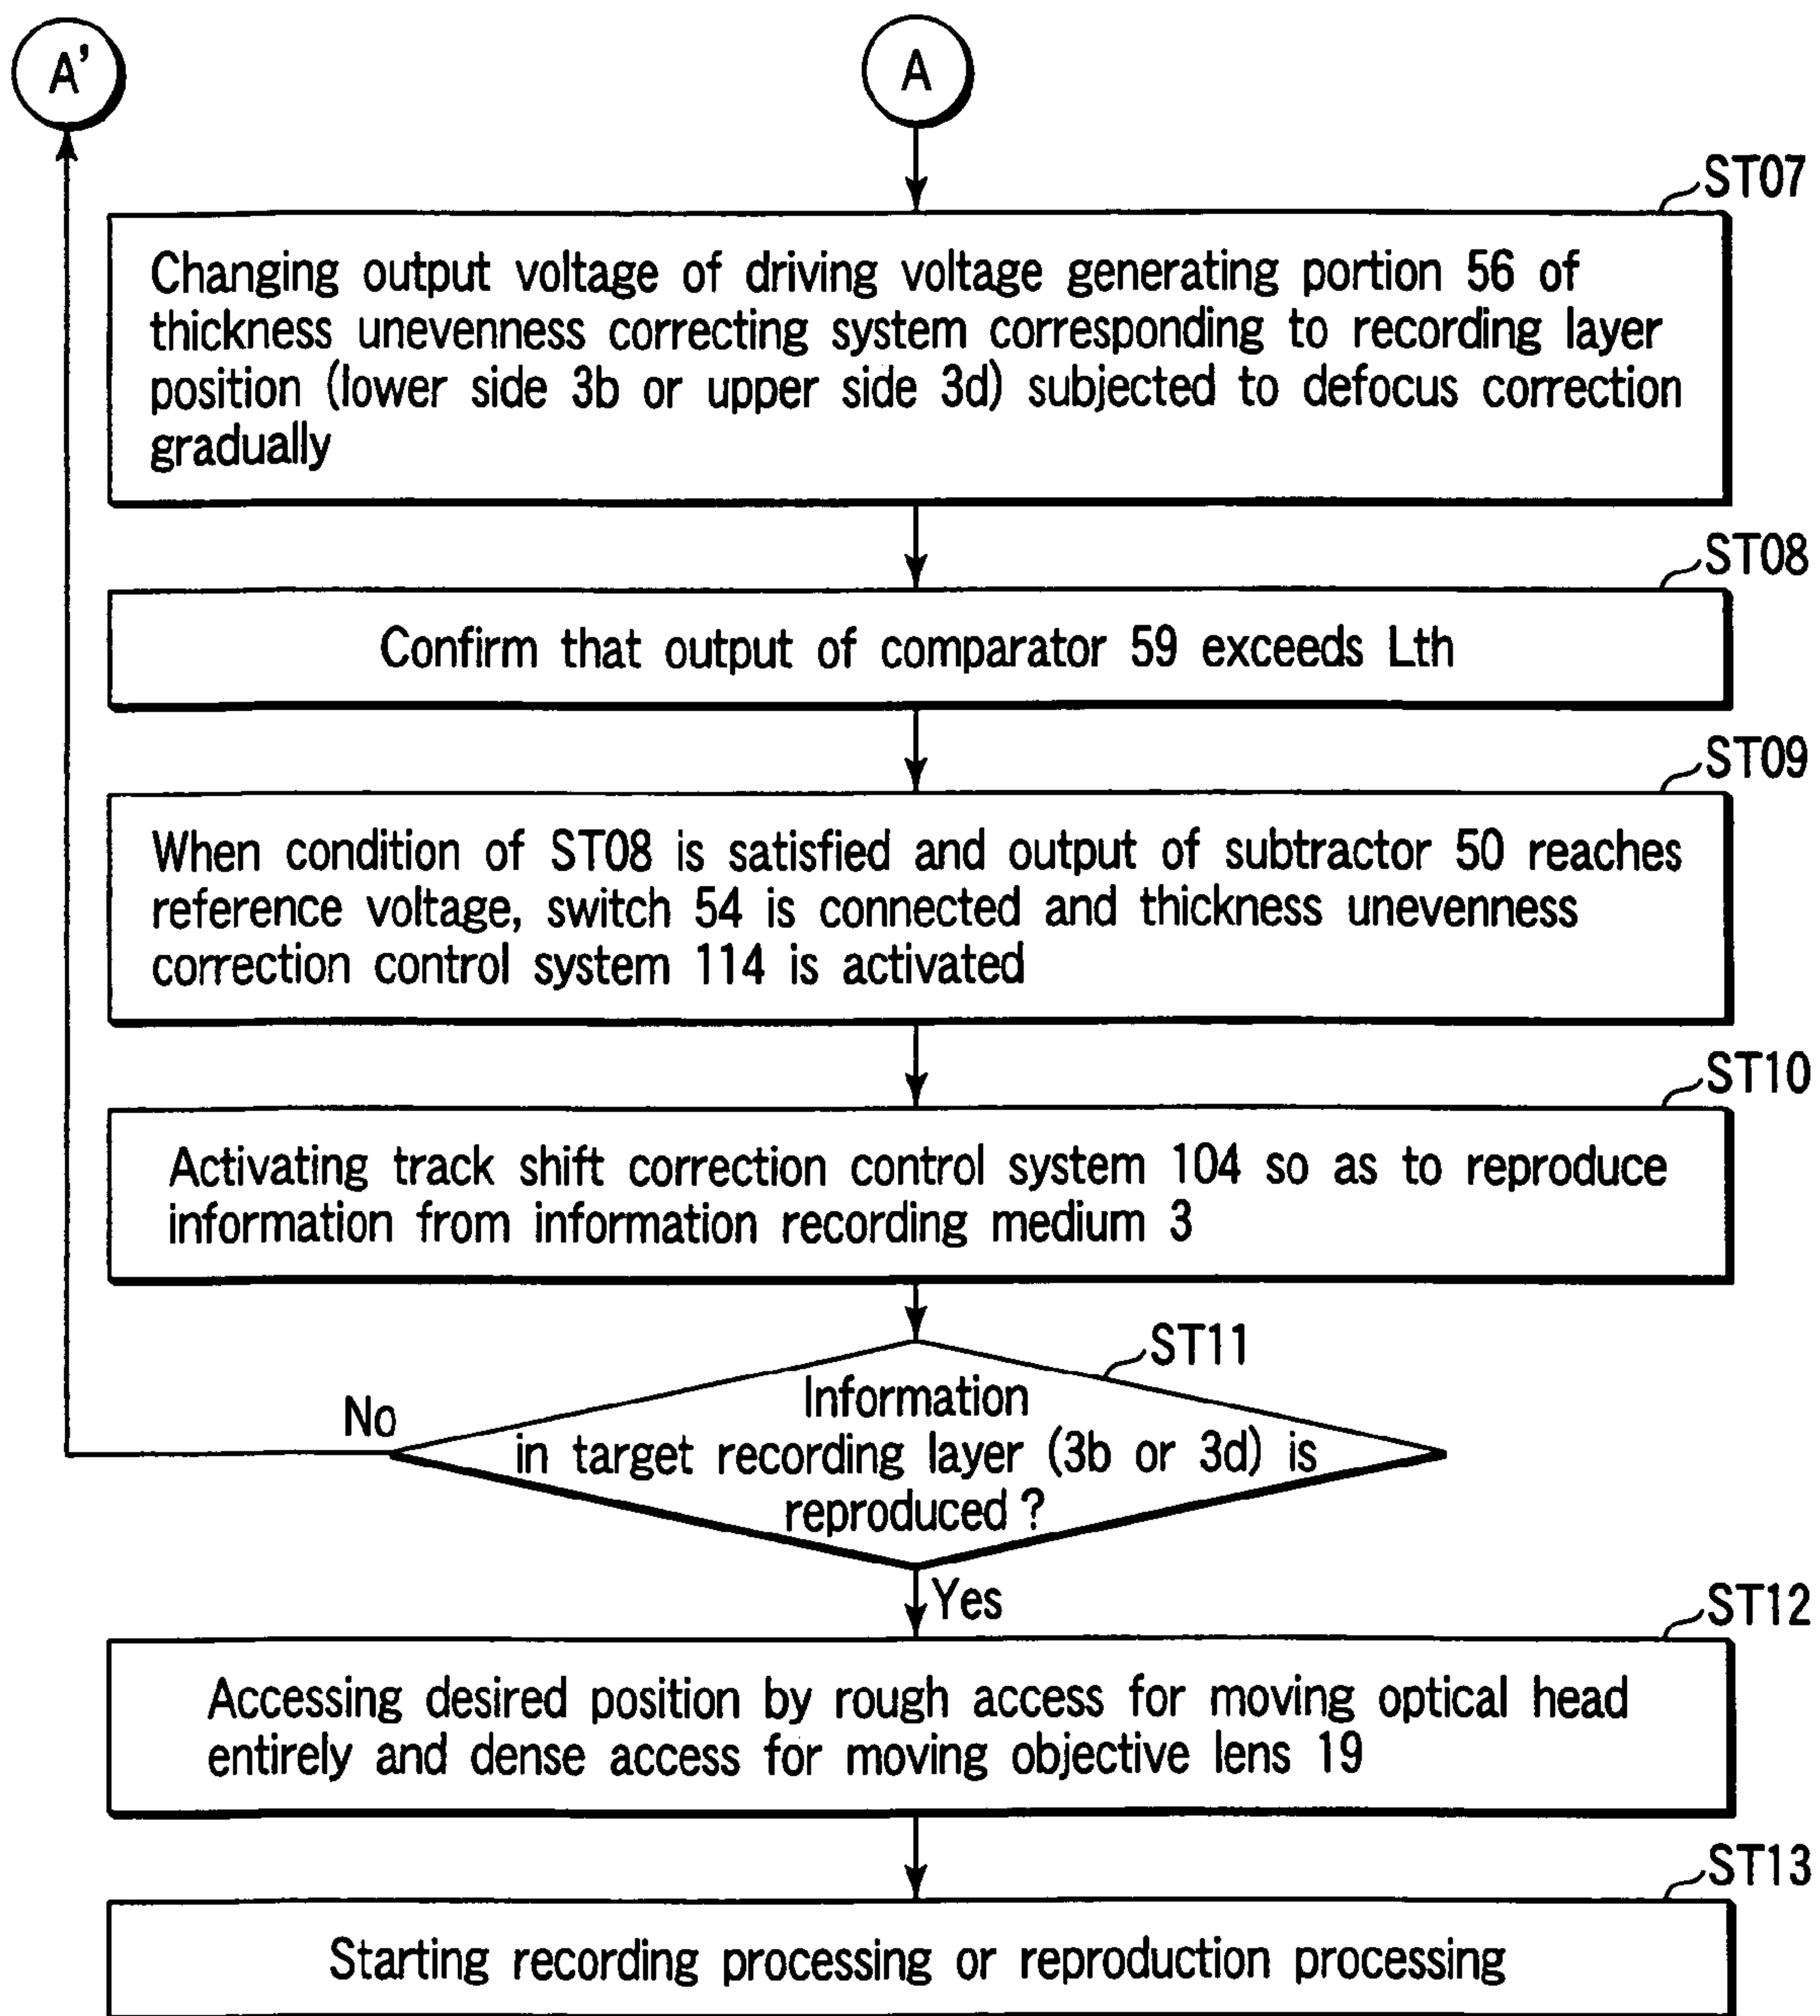 A'
A
ST07
Changing output voltage of driving voltage generating portion 56 of
thickness unevenness correcting system corresponding to recording layer
position (lower side 3b or upper side 3d) subjected to defocus correction
gradually
ST08
Confirm that output of comparator 59 exceeds Lth
ST09
When condition of ST08 is satisfied and output of subtractor 50 reaches
reference voltage, switch 54 is connected and thickness unevenness
correction control system 114 is activated
ST10
Activating track shift correction control system 104 so as to reproduce
information from information recording medium 3
ST11
Information
in target recording layer (3b or 3d) is
reproduced ?
No
Yes
ST12
Accessing desired position by rough access for moving optical head
entirely and dense access for moving objective lens 19
ST13
Starting recording processing or reproduction processing